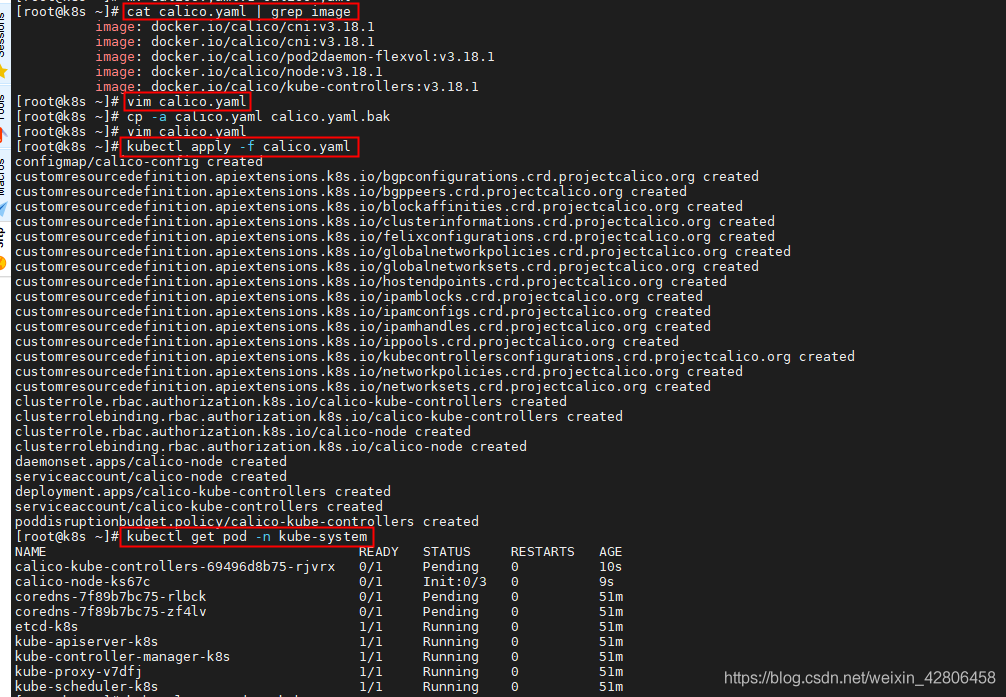 [root@k8s ~]# cat calico.yaml | grep image
image: docker.io/calico/cni:v3.18.1
image: docker.io/calico/cni:v3.18.1
image: docker.io/calico/pod2daemon-flexvol:v3.18.1
image: docker.io/calico/node:v3.18.1
image: docker.io/calico/kube-controllers:v3.18.1
[root@k8s ~]# vim calico.yaml
[root@k8s ~]# cp -a calico.yaml calico.yaml.bak
[root@k8s ~]# vim calico.yaml
[root@k8s ~]# kubectl apply -f calico.yaml
configmap/calico-config created
customresourcedefinition.apiextensions.k8s.io/bgpconfigurations.crd.projectcalico.org created
customresourcedefinition.apiextensions.k8s.io/bgppeers.crd.projectcalico.org created
customresourcedefinition.apiextensions.k8s.io/blockaffinities.crd.projectcalico.org created
customresourcedefinition.apiextensions.k8s.io/clusterinformations.crd.projectcalico.org created
customresourcedefinition.apiextensions.k8s.io/felixconfigurations.crd.projectcalico.org created
customresourcedefinition.apiextensions.k8s.io/globalnetworkpolicies.crd.projectcalico.org created
customresourcedefinition.apiextensions.k8s.io/globalnetworksets.crd.projectcalico.org created
customresourcedefinition.apiextensions.k8s.io/hostendpoints.crd.projectcalico.org created
customresourcedefinition.apiextensions.k8s.io/ipamblocks.crd.projectcalico.org created
customresourcedefinition.apiextensions.k8s.io/ipamconfigs.crd.projectcalico.org created
customresourcedefinition.apiextensions.k8s.io/ipamhandles.crd.projectcalico.org created
customresourcedefinition.apiextensions.k8s.io/ippools.crd.projectcalico.org created
customresourcedefinition.apiextensions.k8s.io/kubecontrollersconfigurations.crd.projectcalico.org created
customresourcedefinition.apiextensions.k8s.io/networkpolicies.crd.projectcalico.org created
customresourcedefinition.apiextensions.k8s.io/networksets.crd.projectcalico.org created
clusterrole.rbac.authorization.k8s.io/calico-kube-controllers created
clusterrolebinding.rbac.authorization.k8s.io/calico-kube-controllers created
clusterrole.rbac.authorization.k8s.io/calico-node created
clusterrolebinding.rbac.authorization.k8s.io/calico-node created
daemonset.apps/calico-node created
serviceaccount/calico-node created
deployment.apps/calico-kube-controllers created
serviceaccount/calico-kube-controllers created
poddisruptionbudget.policy/calico-kube-controllers created
[root@k8s ~]# kubectl get pod -n kube-system
NAME READY STATUS RESTARTS AGE
calico-kube-controllers-69496d8b75-rjvrx 0/1 Pending 0 10s
calico-node-ks67c 0/1 Init:0/3 0 9s
coredns-7f89b7bc75-rlbck 0/1 Pending 0 51m
coredns-7f89b7bc75-zf4lv 0/1 Pending 0 51m
etcd-k8s 1/1 Running 0 51m
kube-apiserver-k8s 1/1 Running 0 51m
kube-controller-manager-k8s 1/1 Running 0 51m
kube-proxy-v7dfj 1/1 Running 0 51m
kube-scheduler-k8s 1/1 Running 0 51m
https://blog.csdn.net/weixin_42806458